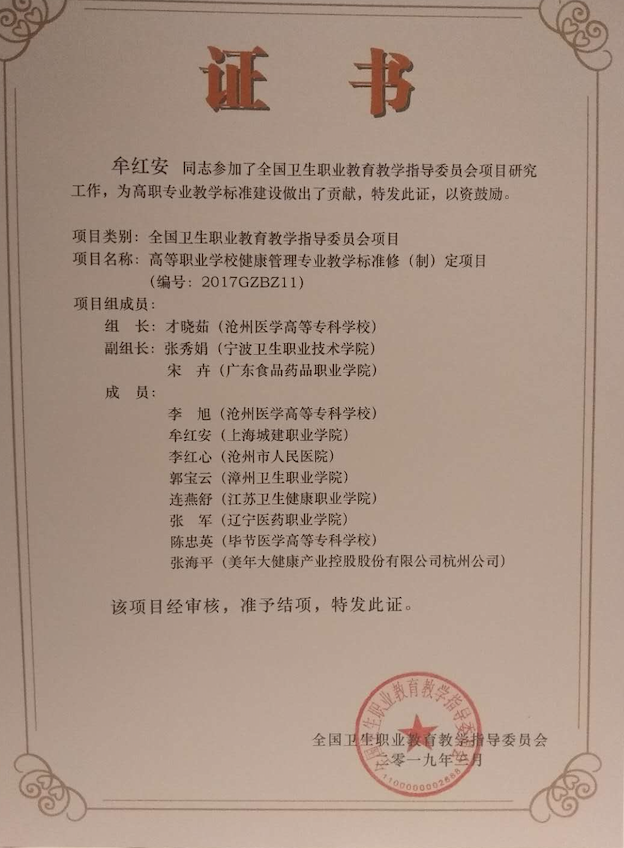 证 书
牟红安 同志参加了全国卫生职业教育教学指导委员会项目研究
工作，为高职专业教学标准建设做出了贡献，特发此证，以资鼓励。
项目类别：全国卫生职业教育教学指导委员会项目
项目名称：高等职业学校健康管理专业教学标准修（制）定项目
(编号：2017GZBZ11)
项目组成员：
组 长：才晓茹（沧州医学高等专科学校）
副组长：张秀娟（宁波卫生职业技术学院）
宋 卉（广东食品药品职业学院）
成 员：
李 旭（沧州医学高等专科学校）
牟红安（上海城建职业学院）
李红心（沧州市人民医院）
郭宝云（漳州卫生职业学院）
连燕舒（江苏卫生健康职业学院）
张 军（辽宁医药职业学院）
陈忠英（毕节医学高等专科学校）
张海平（美年大健康产业控股股份有限公司杭州公司）
该项目经审核，准予结项，特发此证。
全国卫生职业教育教学指导委员会
全国卫生职业教育教学指导委员会
二零一九年 月